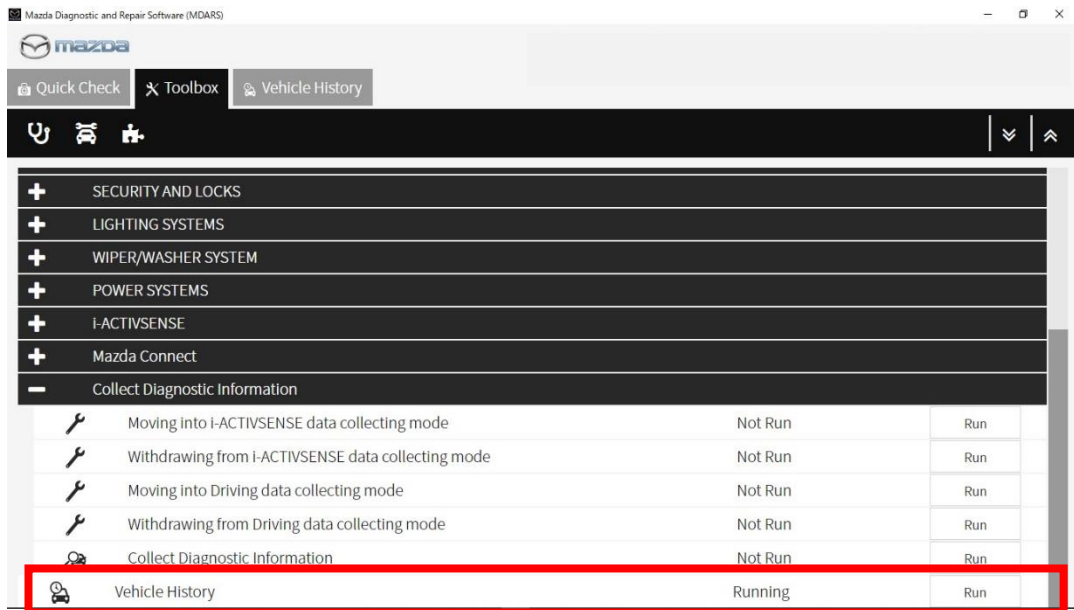 Mazda Diagnostic and Repair Software (MDARS)
mazda
Quick Check Toolbox Vehicle History
SECURITY AND LOCKS
LIGHTING SYSTEMS
WIPER/WASHER SYSTEM
POWER SYSTEMS
i-ACTIVSENSE
Mazda Connect
Collect Diagnostic Information
Moving into i-ACTIVSENSE data collecting mode Not Run Run
Withdrawing from i-ACTIVSENSE data collecting mode Not Run Run
Moving into Driving data collecting mode Not Run Run
Withdrawing from Driving data collecting mode Not Run Run
Collect Diagnostic Information Not Run Run
Vehicle History Running Run